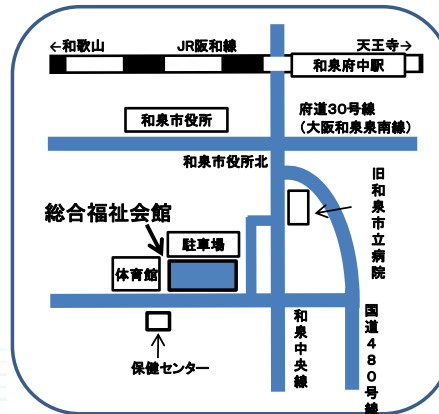 ←和歌山
JR阪和線
天王寺→
和泉府中駅
府道30号線
(大阪和泉泉南線)
和泉市役所
和泉市役所北
旧和泉市立病院
総合福祉会館
駐車場
体育館
保健センター
和泉中央線
国道480号線